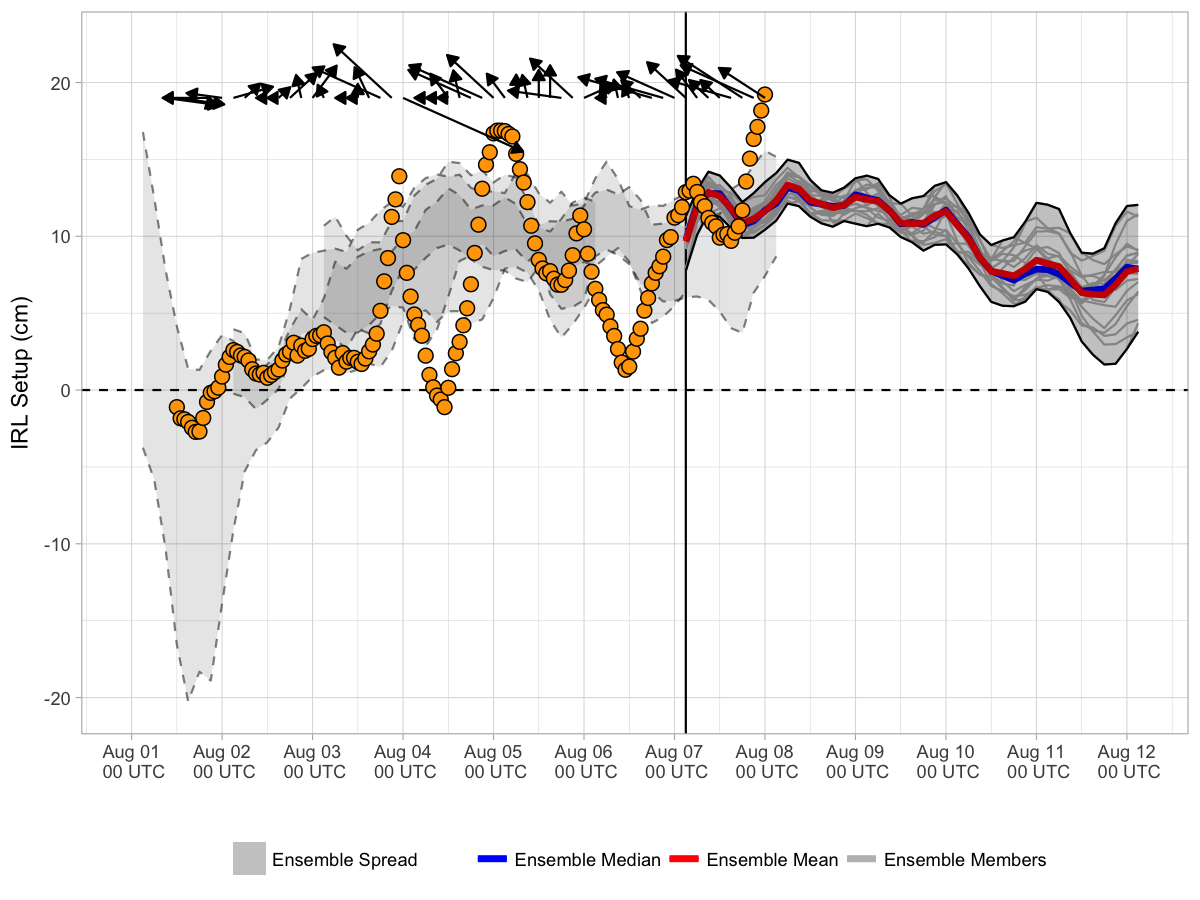 IRL Setup (cm)
20
10
0
-10
-20
Aug 01 Aug 02 Aug 03 Aug 04 Aug 05 Aug 06 Aug 07 Aug 08 Aug 09 Aug 10 Aug 11 Aug 12
00 UTC 00 UTC 00 UTC 00 UTC 00 UTC 00 UTC 00 UTC 00 UTC 00 UTC 00 UTC 00 UTC 00 UTC
Ensemble Spread Ensemble Median Ensemble Mean Ensemble Members